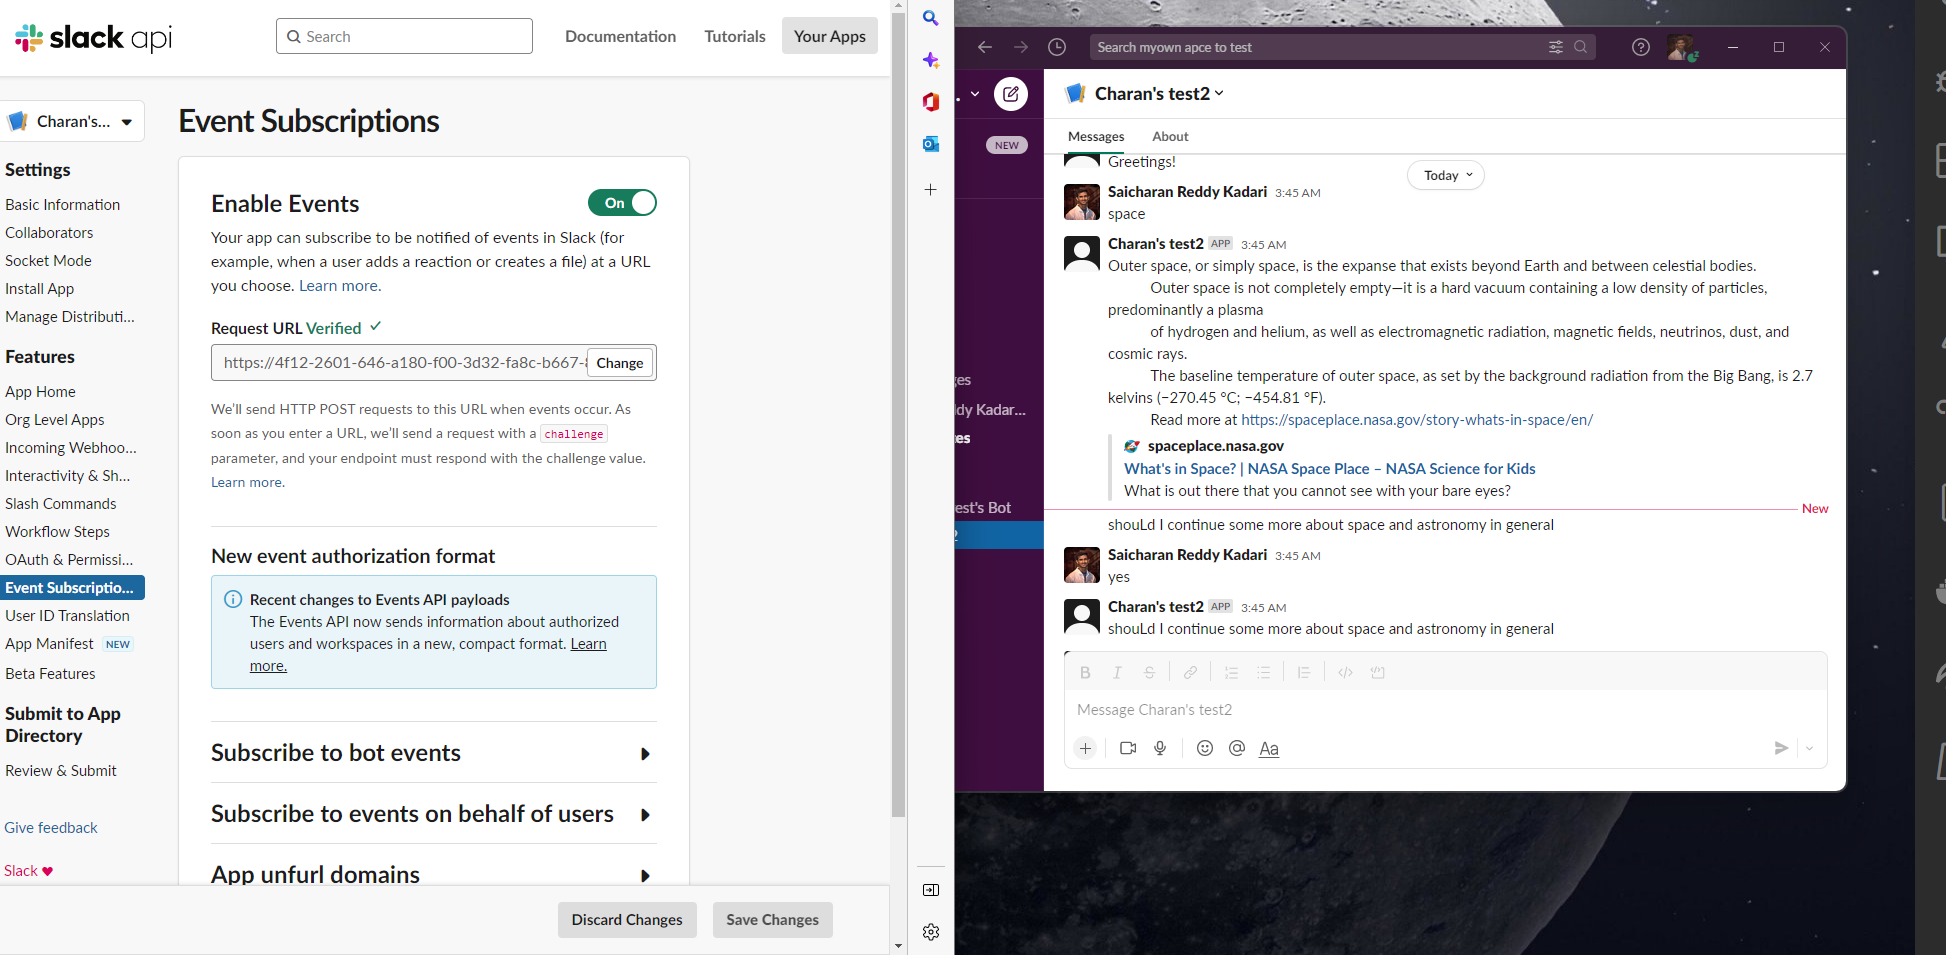 slack api
Search
Documentation
Tutorials
Your Apps
Charan's...
Settings
Basic Information
Collaborators
Socket Mode
Install App
Manage Distributi...
Features
App Home
Org Level Apps
Incoming Webhoo...
Interactivity & Sh...
Slash Commands
Workflow Steps
OAuth & Permissi...
Event Subscriptio...
User ID Translation
App Manifest NEW
Beta Features
Submit to App
Directory
Review & Submit
Give feedback
Slack
Event Subscriptions
Enable Events
On
Your app can subscribe to be notified of events in Slack (for
example, when a user adds a reaction or creates a file) at a URL
you choose. Learn more.
Request URL Verified
https://4f12-2601-646-a180-f00-3d32-fa8c-b667-
Change
We'll send HTTP POST requests to this URL when events occur. As
soon as you enter a URL, we'll send a request with a challenge
parameter, and your endpoint must respond with the challenge value.
Learn more.
New event authorization format
Recent changes to Events API payloads
The Events API now sends information about authorized
users and workspaces in a new, compact format. Learn
more.
Subscribe to bot events
Subscribe to events on behalf of users
App unfurl domains
Discard Changes
Save Changes
Search myown apce to test
NEW
ges
ldy Kadar...
es
est's Bot
2
Charan's test2
Messages
About
Greetings!
Today
Saicharan Reddy Kadari 3:45 AM
space
Charan's test2 APP 3:45 AM
Outer space, or simply space, is the expanse that exists beyond Earth and between celestial bodies.
Outer space is not completely empty—it is a hard vacuum containing a low density of particles,
predominantly a plasma
of hydrogen and helium, as well as electromagnetic radiation, magnetic fields, neutrinos, dust, and
cosmic rays.
The baseline temperature of outer space, as set by the background radiation from the Big Bang, is 2.7
kelvins (−270.45 °C; −454.81 °F).
Read more at https://spaceplace.nasa.gov/story-whats-in-space/en/
spaceplace.nasa.gov
What's in Space? | NASA Space Place – NASA Science for Kids
What is out there that you cannot see with your bare eyes?
New
shouLd I continue some more about space and astronomy in general
Saicharan Reddy Kadari 3:45 AM
yes
Charan's test2 APP 3:45 AM
shouLd I continue some more about space and astronomy in general
Message Charan's test2
Aa